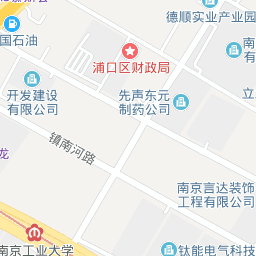 德顺实业产业园
国石油
浦口区财政局
南
有
开发建设
有限公司
先声东元
制药公司
立
镇南河路
龙
南京言达装饰
工程有限公司
南京工业大学
钛能电气科技